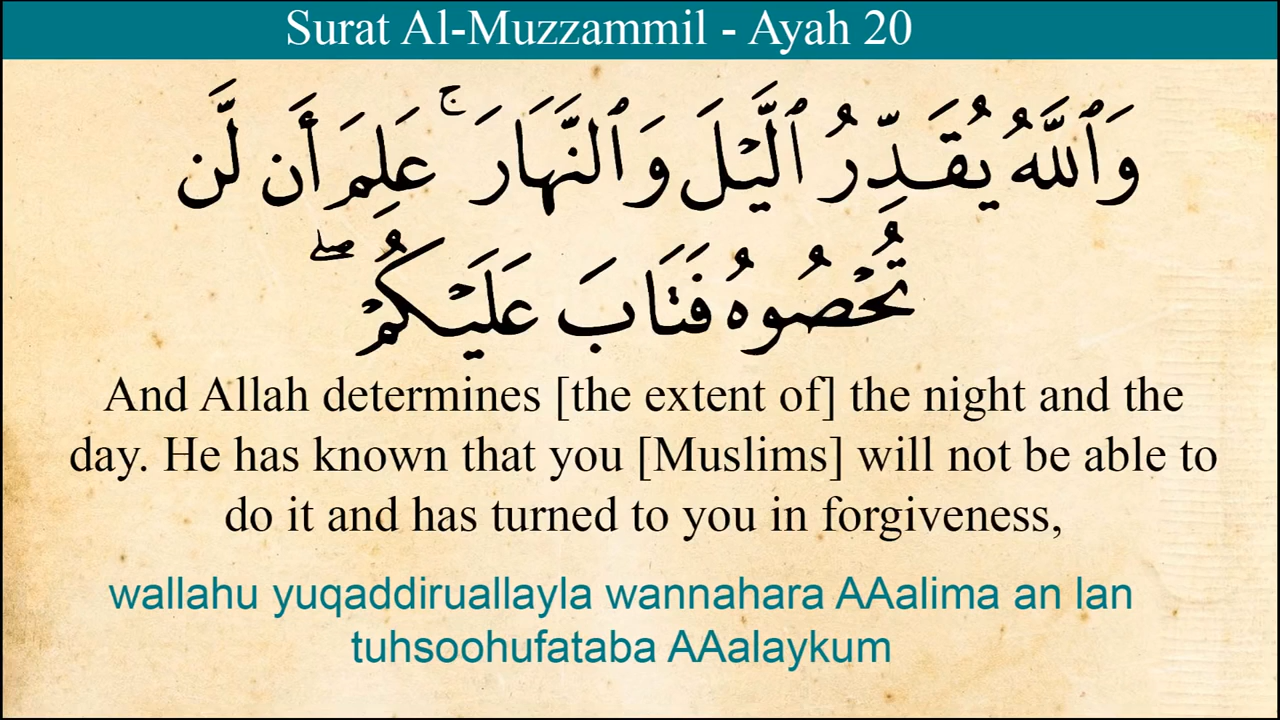 Surat Al-Muzzammil - Ayah 20
وَٱللَّهُ يُقَدِّرُ ٱلَّيْلَ وَٱلنَّهَارَ ۚ عَلِمَ أَن لَّن
تُحْصُوهُ فَتَابَ عَلَيْكُمْ ۖ
And Allah determines [the extent of] the night and the
day. He has known that you [Muslims] will not be able to
do it and has turned to you in forgiveness,
wallahu yuqaddiruallayla wannahara AAalima an lan
tuhsoohufataba AAalaykum